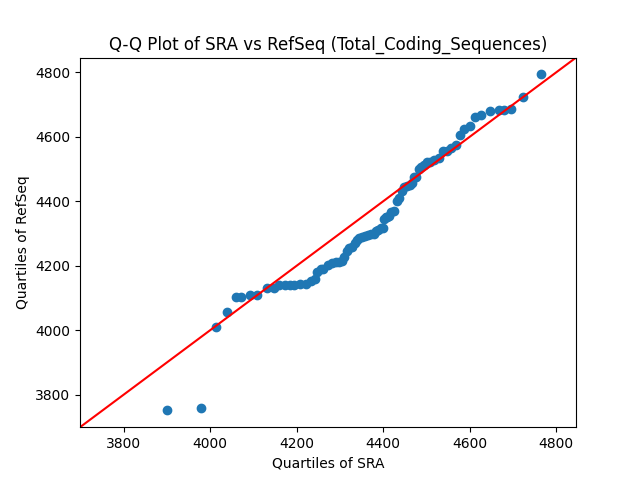 Q-Q Plot of SRA vs RefSeq (Total_Coding_Sequences)
Quartiles of RefSeq
4800
4600
4400
4200
4000
3800
3800 4000 4200 4400 4600 4800
Quartiles of SRA